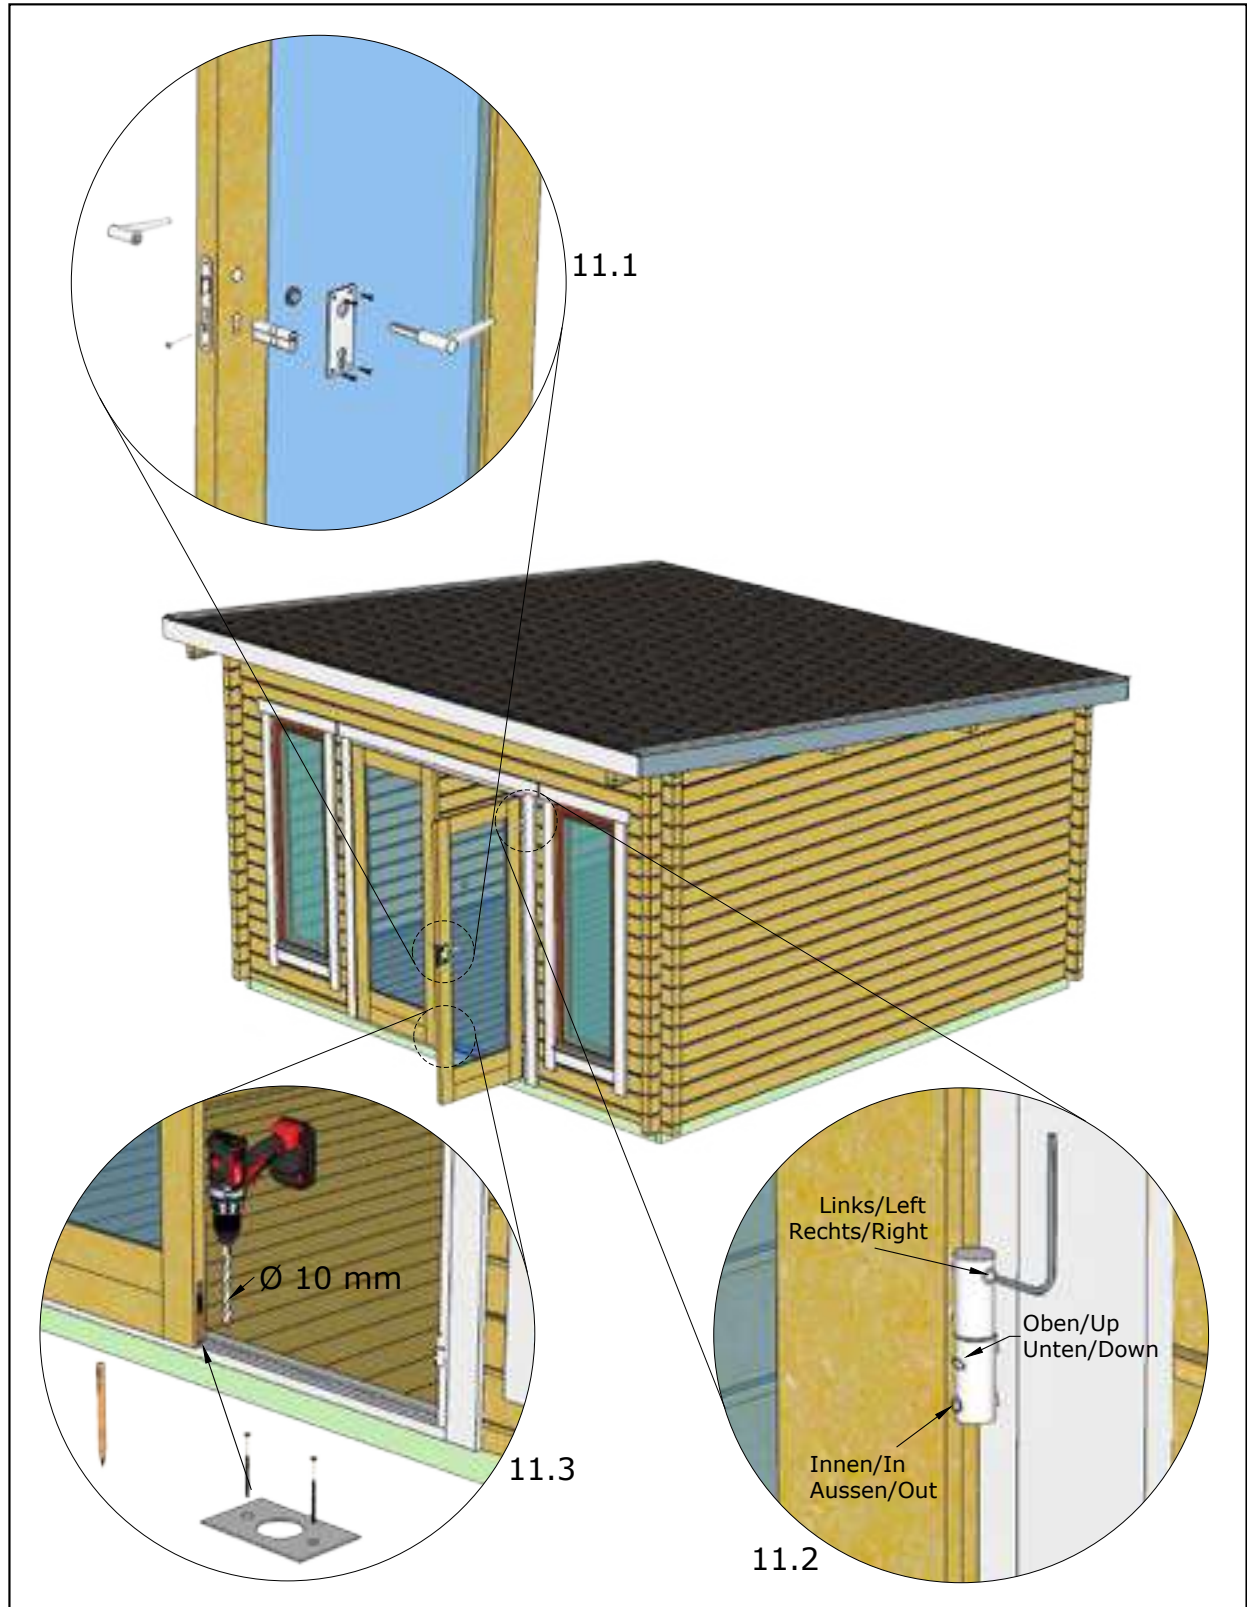 11.1
Ø 10 mm
11.3
Links/Left
Rechts/Right
Oben/Up
Unten/Down
Innen/In
Aussen/Out
11.2